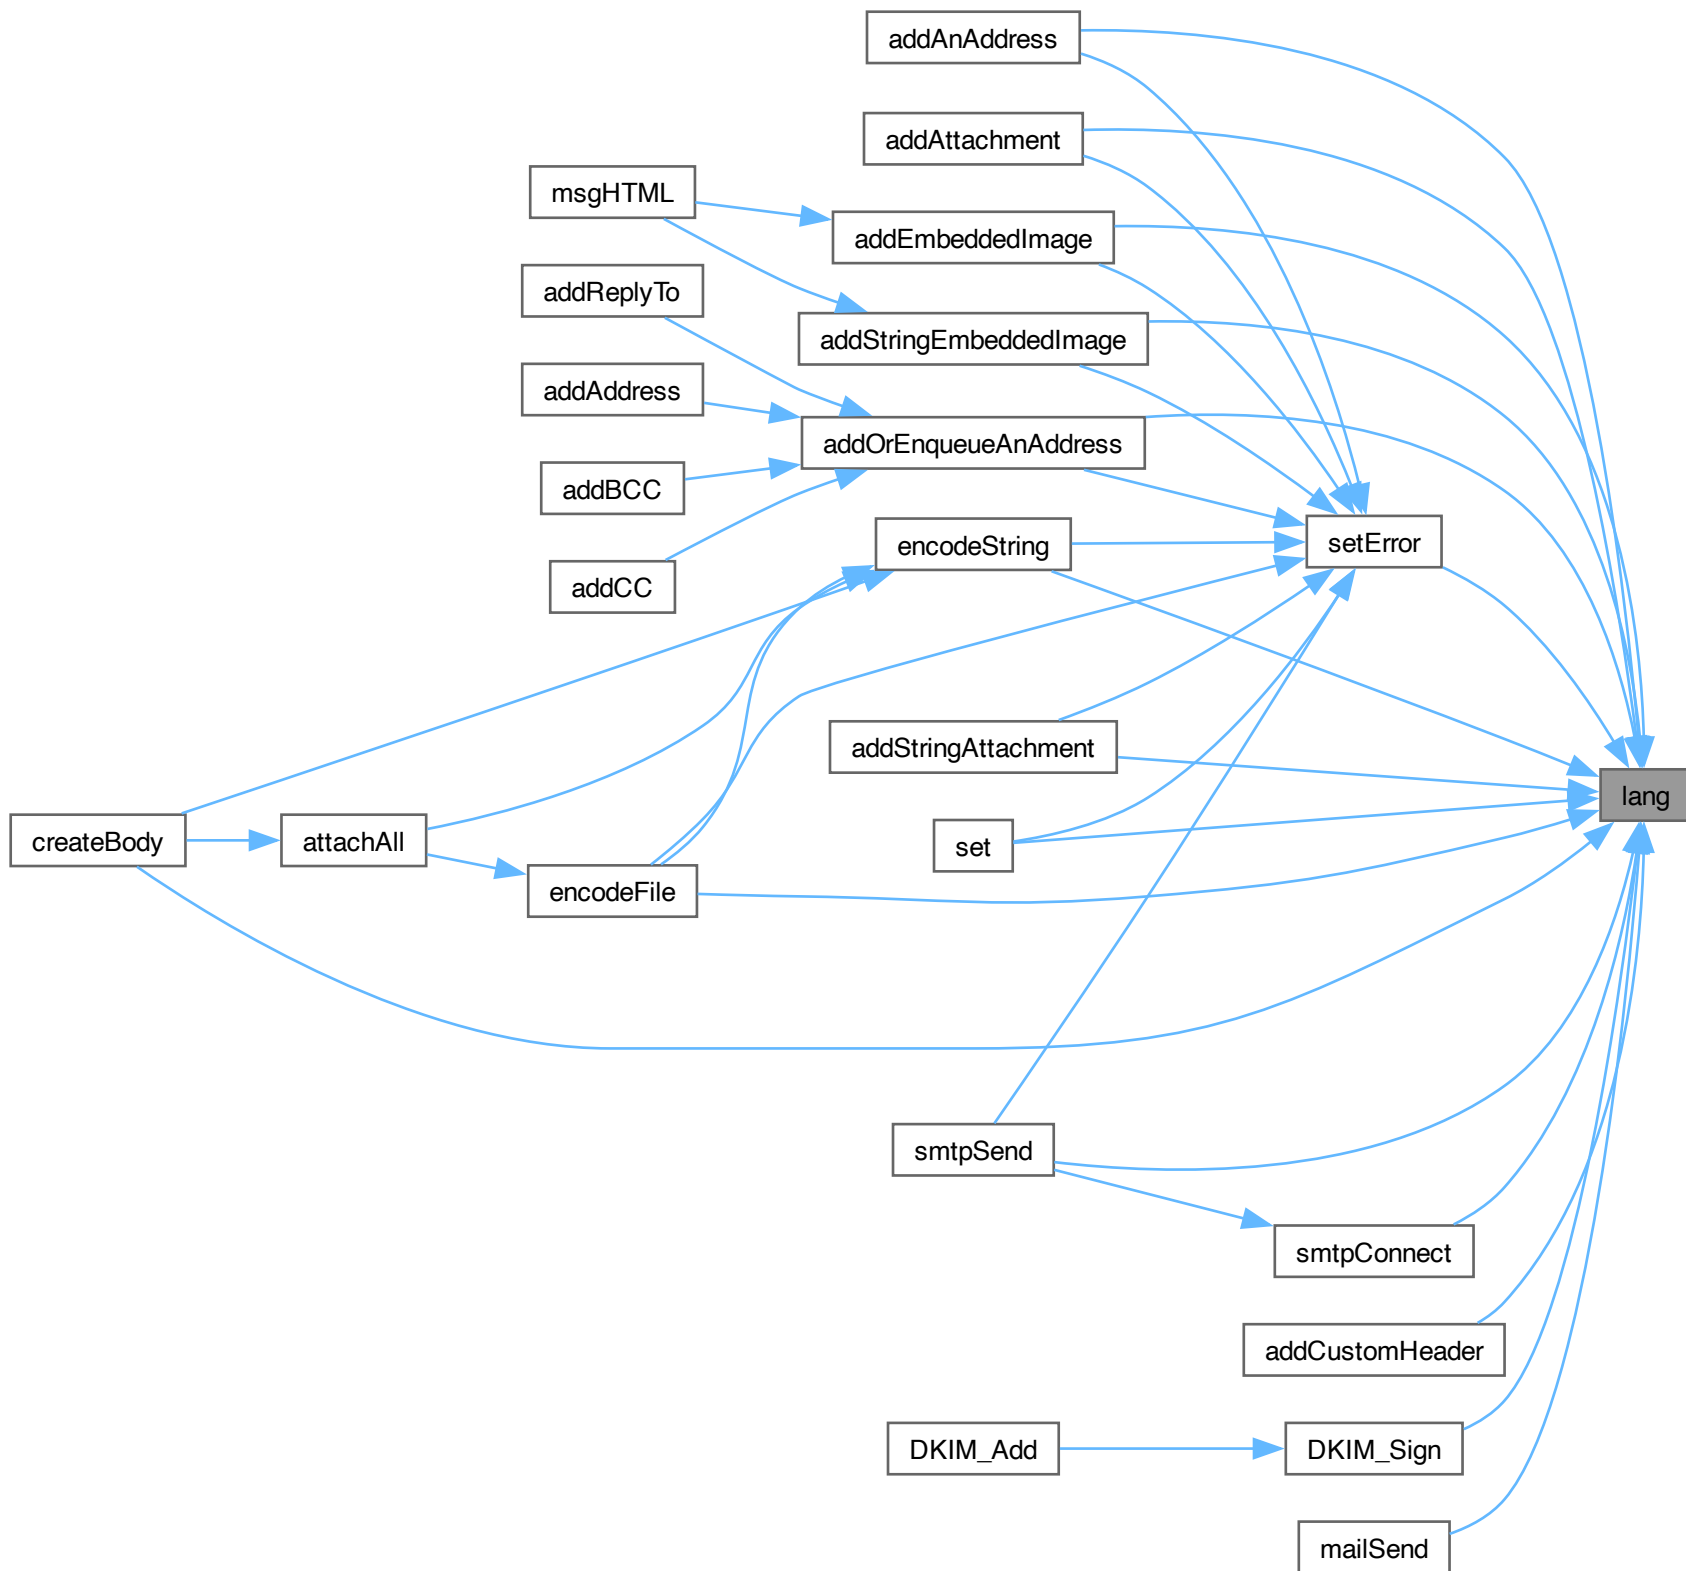 addAnAddress
addAttachment
msgHTML
addEmbeddedImage
addReplyTo
addStringEmbeddedImage
addAddress
addOrEnqueueAnAddress
addBCC
encodeString
setError
addCC
addStringAttachment
lang
createBody
attachAll
set
encodeFile
smtpSend
smtpConnect
addCustomHeader
DKIM_Add
DKIM_Sign
mailSend